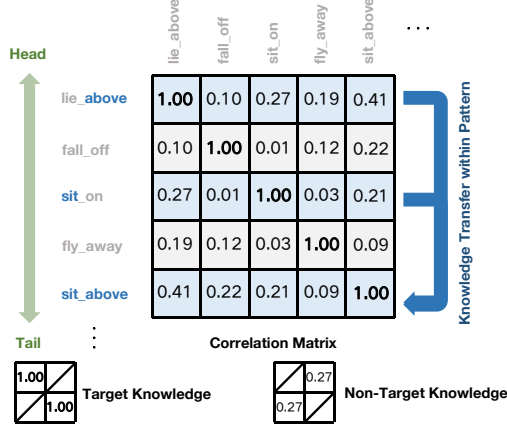 ...
lie_above fall_off sit_on fly_away sit_above
Head
lie_above 1.00 0.10 0.27 0.19 0.41
fall_off 0.10 1.00 0.01 0.12 0.22
sit_on 0.27 0.01 1.00 0.03 0.21
fly_away 0.19 0.12 0.03 1.00 0.09
sit_above 0.41 0.22 0.21 0.09 1.00
Knowledge Transfer within Pattern
Tail
⋮
Correlation Matrix
1.00
1.00
Target Knowledge
0.27
0.27
Non-Target Knowledge